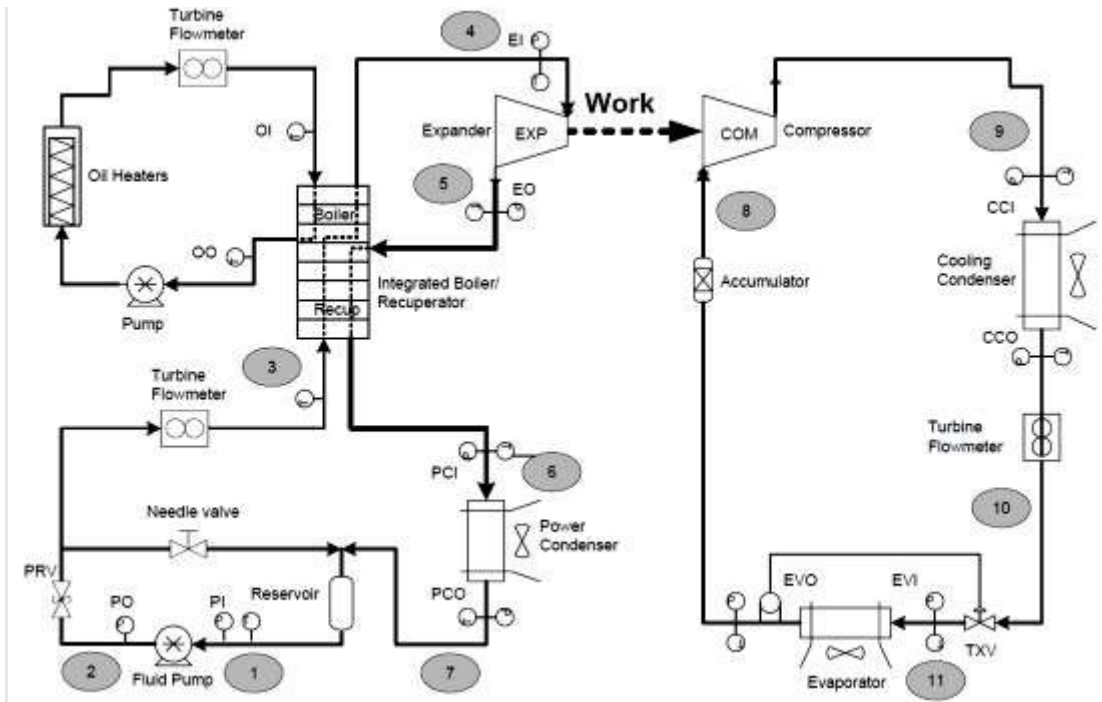 Turbine
Flowmeter
4
EI
OI
Work
Expander
EXP
COM
Compressor
9
Oil Heaters
5
EO
8
CCI
Boiler
OO
Integrated Boiler/
Recuperator
Accumulator
Cooling
Condenser
Pump
Recup
CCO
3
Turbine
Flowmeter
Turbine
Flowmeter
PCI
6
10
Needle valve
Power
Condenser
PRV
Reservoir
PO
PI
PCO
EVO
EVI
TXV
2
Fluid Pump
1
7
Evaporator
11